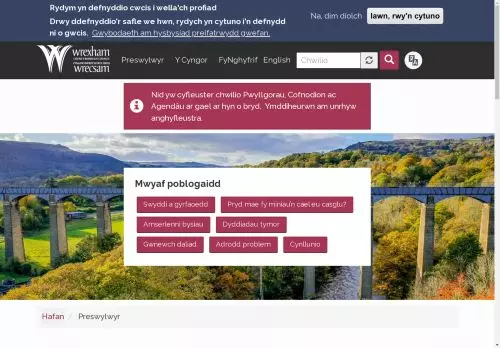 Rydym yn defnyddio cwcis i wella'ch profiad
Drwy ddefnyddio'r safle we hwn, rydych yn cytuno i'n defnydd
ni o gwcis. Gwybodaeth am hysbysiad preifatrwydd gwefan.
Na, dim diolch
Iawn, rwy'n cytuno
wrexham
wrecsam
Preswylwyr
Y Cyngor
FyNghyfrif
English
Chwilio
Nid yw cyfleuster chwilio Pwyllgorau, Cofnodion ac
Agendâu ar gael ar hyn o bryd, Ymddiheurwn am unrhyw
anghyfleustra.
Mwyaf poblogaidd
Swyddi a gyrfaoedd
Pryd mae fy miniau'n cael eu casglu?
Amserlenni bysiau
Dyddiadau tymor
Gwnewch daliad
Adrodd problem
Cynllunio
Hafan / Preswylwyr